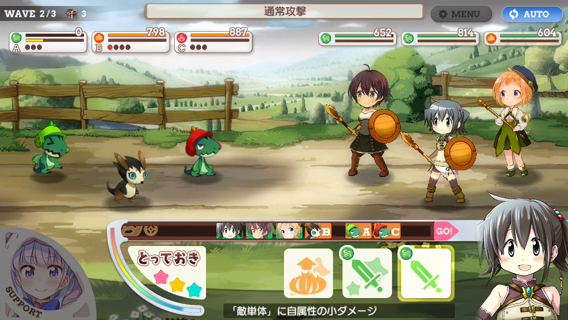 WAVE 2/3 3
通常攻撃
MENU
AUTO
0
A
798
B
887
C
652
814
604
B A C GO!
とっておき
SUPPORT
「敵単体」に自属性の小ダメージ